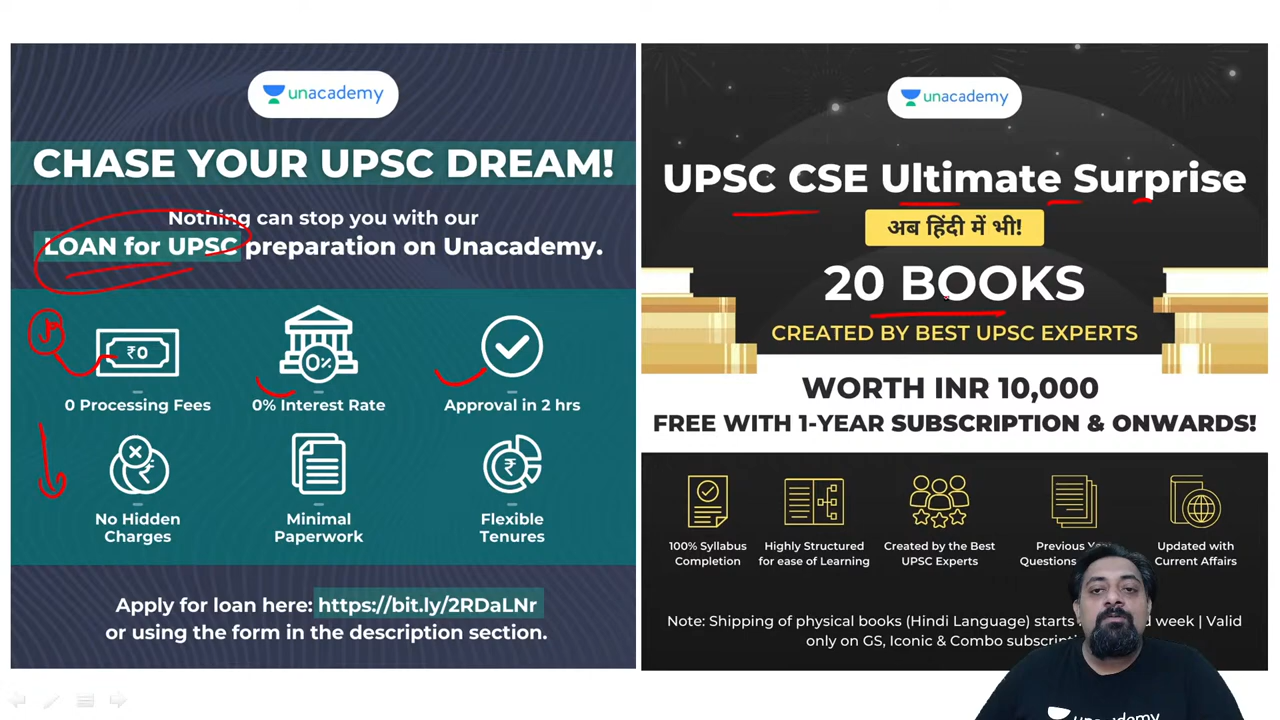 unacademy
CHASE YOUR UPSC DREAM!
Nothing can stop you with our
LOAN for UPSC preparation on Unacademy.
₹0
0%
0 Processing Fees
0% Interest Rate
Approval in 2 hrs
No Hidden
Charges
Minimal
Paperwork
Flexible
Tenures
Apply for loan here: https://bit.ly/2RDaLNr
or using the form in the description section.
unacademy
UPSC CSE Ultimate Surprise
अब हिंदी में भी!
20 BOOKS
CREATED BY BEST UPSC EXPERTS
WORTH INR 10,000
FREE WITH 1-YEAR SUBSCRIPTION & ONWARDS!
100% Syllabus
Completion
Highly Structured
for ease of Learning
Created by the Best
UPSC Experts
Previous
Questions
Updated with
Current Affairs
Note: Shipping of physical books (Hindi Language) starts week | Valid
only on GS, Iconic & Combo
unacademy